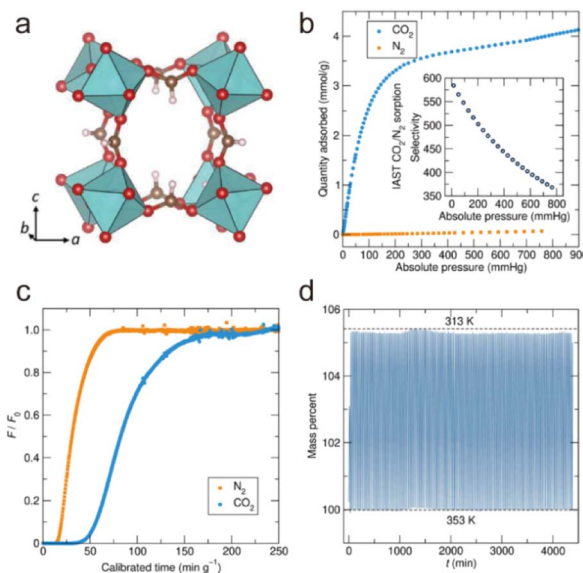 a
c
b
a
b
CO₂
N₂
Quantity adsorbed (mmol/g)
4
3
2
1
0
0 100 200 300 400 500 600 700 800 900
Absolute pressure (mmHg)
IAST CO₂/N₂ sorption
Selectivity
600
550
500
450
400
350
0 200 400 600 800
Absolute pressure (mmHg)
c
F / F₀
1.0
0.8
0.6
0.4
0.2
0
0 50 100 150 200 250
Calibrated time (min g⁻¹)
N₂
CO₂
d
Mass percent
106
104
102
100
313 K
353 K
0 1000 2000 3000 4000
t (min)